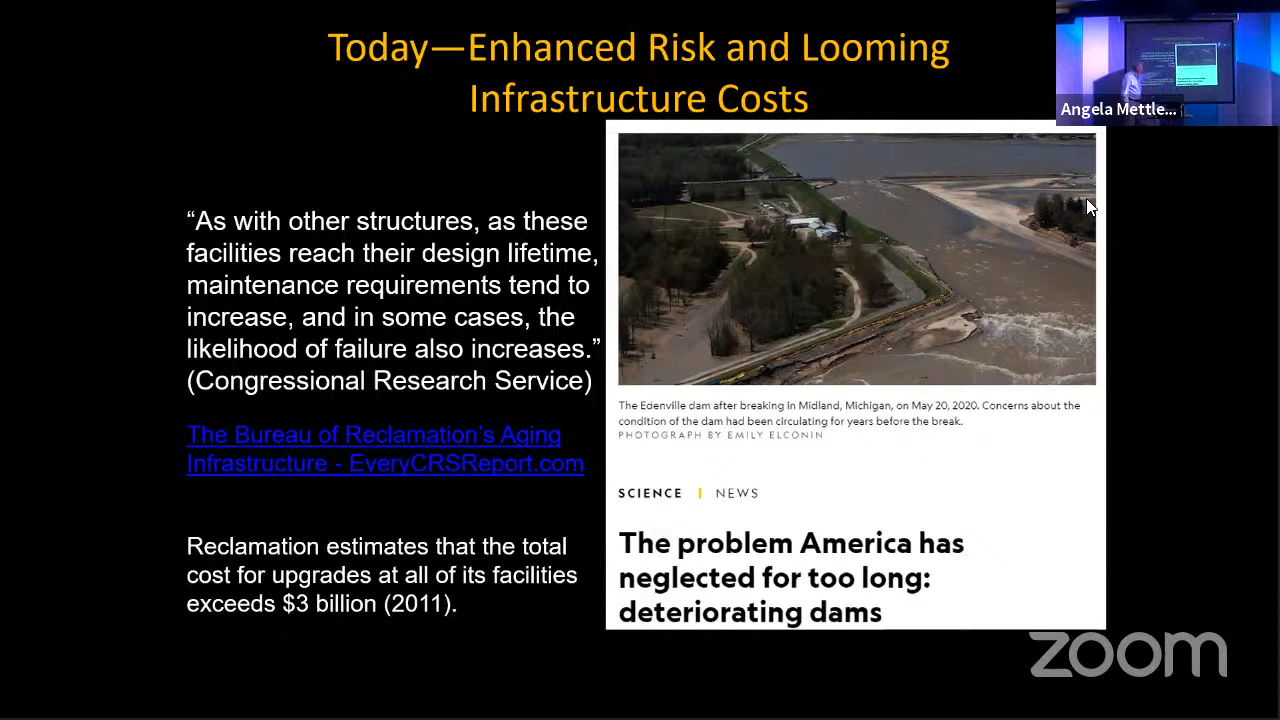 Today—Enhanced Risk and Looming
Infrastructure Costs
Angela Mettle...
“As with other structures, as these
facilities reach their design lifetime,
maintenance requirements tend to
increase, and in some cases, the
likelihood of failure also increases.”
(Congressional Research Service)
The Bureau of Reclamation’s Aging
Infrastructure - EveryCRSReport.com
Reclamation estimates that the total
cost for upgrades at all of its facilities
exceeds $3 billion (2011).
The Edenville dam after breaking in Midland, Michigan, on May 20, 2020. Concerns about the
condition of the dam had been circulating for years before the break.
PHOTOGRAPH BY EMILY ELCONIN
SCIENCE | NEWS
The problem America has
neglected for too long:
deteriorating dams
zoom